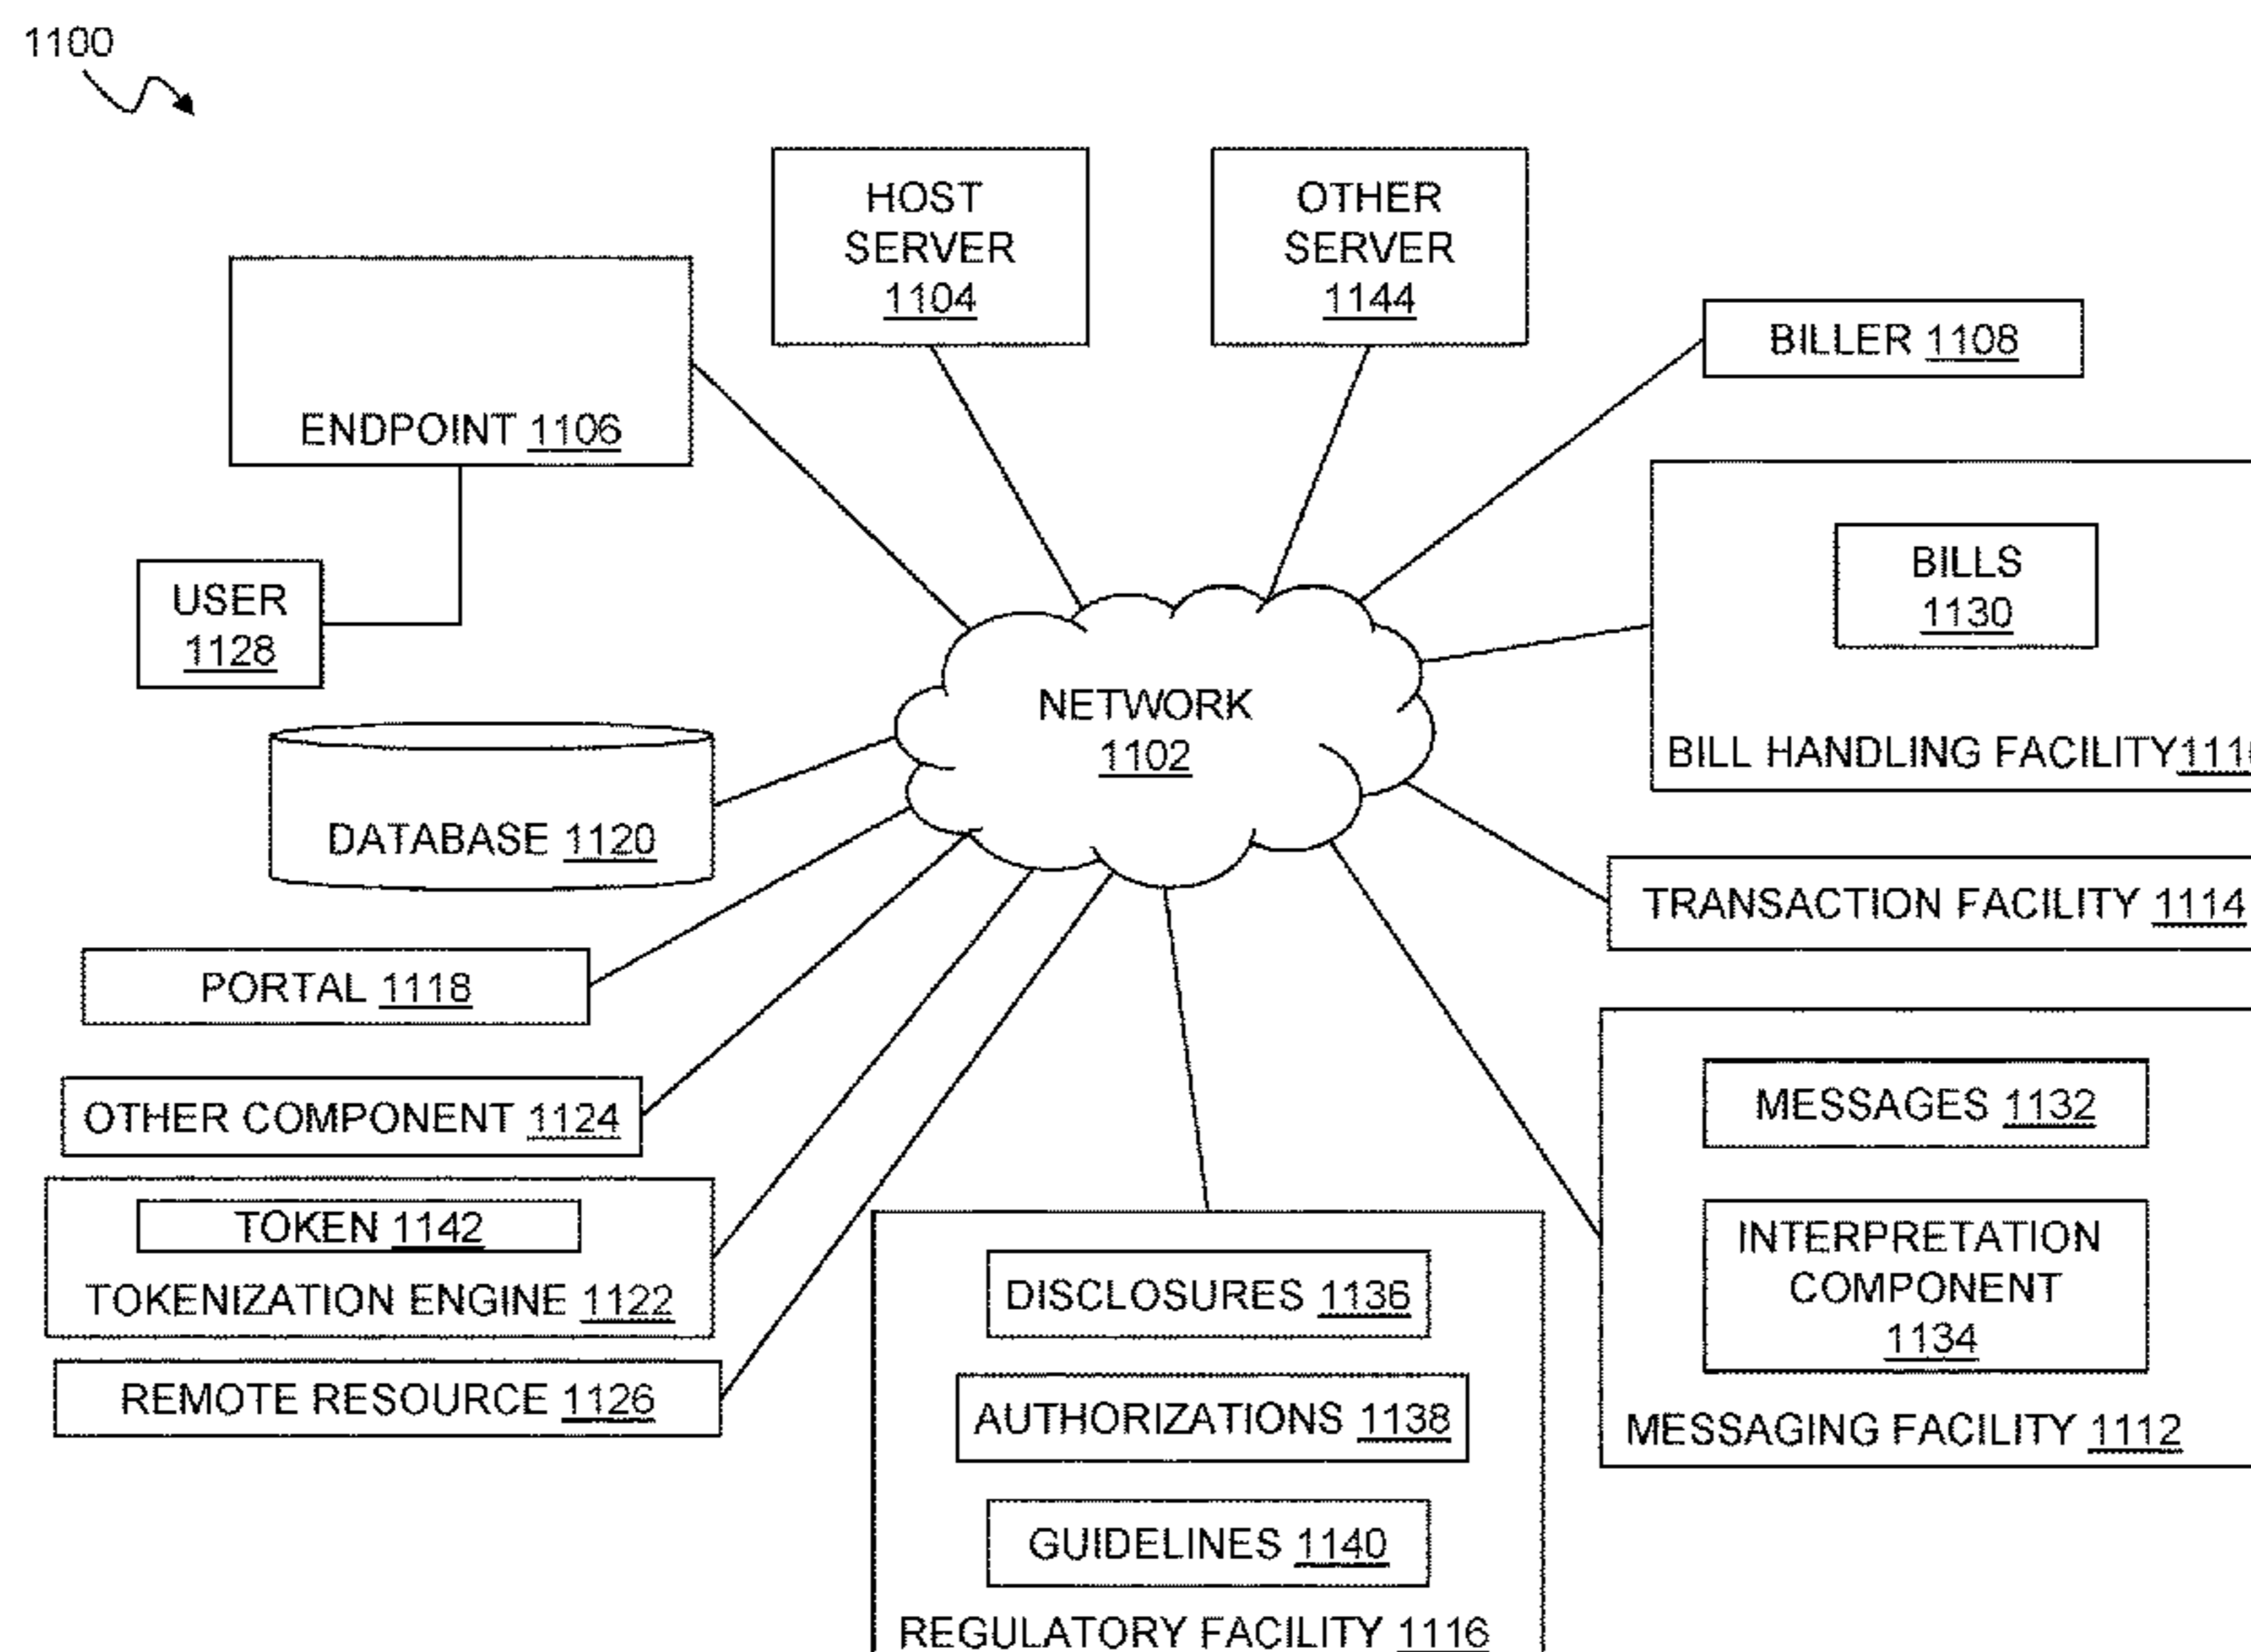 1100
HOST
SERVER
1104
OTHER
SERVER
1144
BILLER 1108
ENDPOINT 1106
BILLS
1130
USER
1128
NETWORK
1102
BILL HANDLING FACILITY
DATABASE 1120
TRANSACTION FACILITY 1114
PORTAL 1118
MESSAGES 1132
OTHER COMPONENT 1124
TOKEN 1142
TOKENIZATION ENGINE 1122
INTERPRETATION
COMPONENT
1134
DISCLOSURES 1136
REMOTE RESOURCE 1126
AUTHORIZATIONS 1138
MESSAGING FACILITY 1112
GUIDELINES 1140
REGULATORY FACILITY 1116